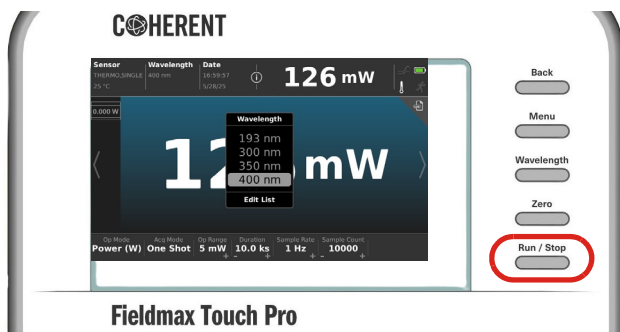 COHERENT
Sensor Wavelength Date
THERMO,SINGLE 400 nm 16:59:57
25 °C 5/28/25
126 mW
0.000 W
Wavelength
193 nm
300 nm
350 nm
400 nm
Edit List
12 mW
Op Mode Acq Mode Op Range Duration Sample Rate Sample Count
Power (W) One Shot 5 mW 10.0 ks 1 Hz 10000
+ - + - +
Back
Menu
Wavelength
Zero
Run / Stop
Fieldmax Touch Pro